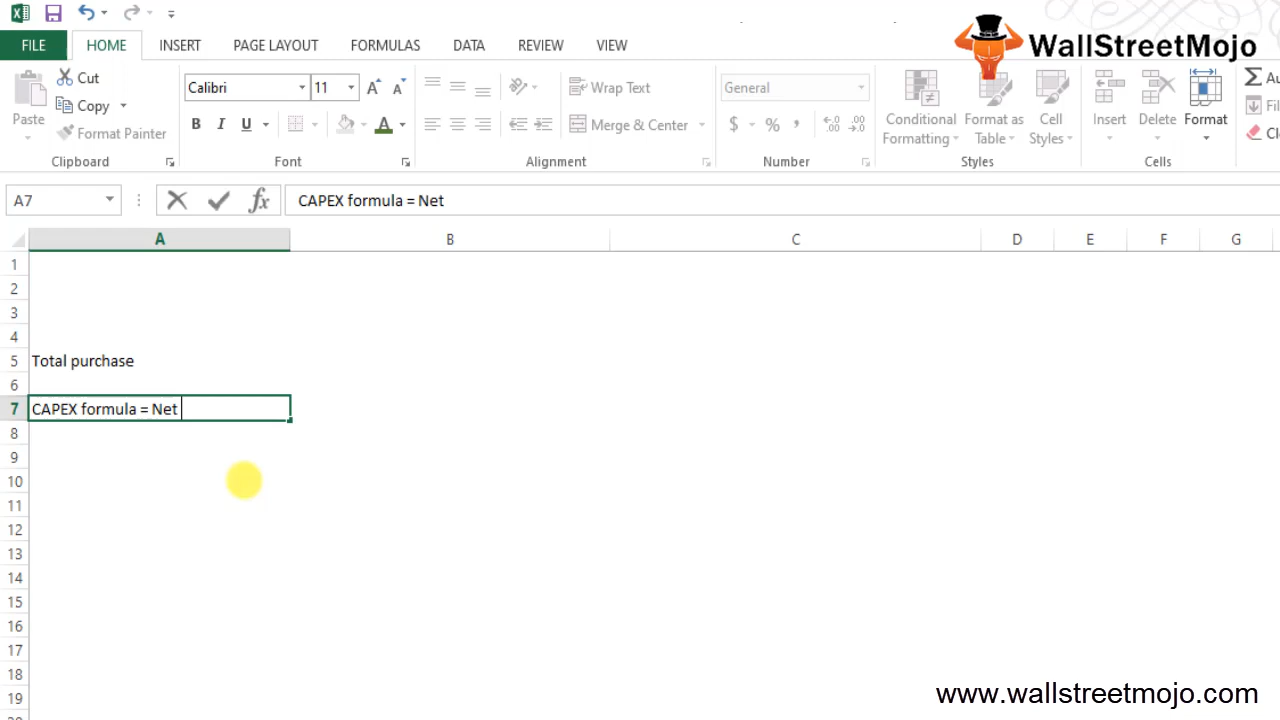 FILE HOME INSERT PAGE LAYOUT FORMULAS DATA REVIEW VIEW
WallStreetMojo
Paste Cut Copy Format Painter
Clipboard
Calibri 11
B I U A
Font
Wrap Text
Merge & Center
Alignment
General
$ % ,
Number
Conditional Formatting
Format as Table
Cell Styles
Styles
Insert Delete Format
Cells
A7 fx CAPEX formula = Net
A B C D E F G
1
2
3
4
5 Total purchase
6
7 CAPEX formula = Net
8
9
10
11
12
13
14
15
16
17
18
19
www.wallstreetmojo.com